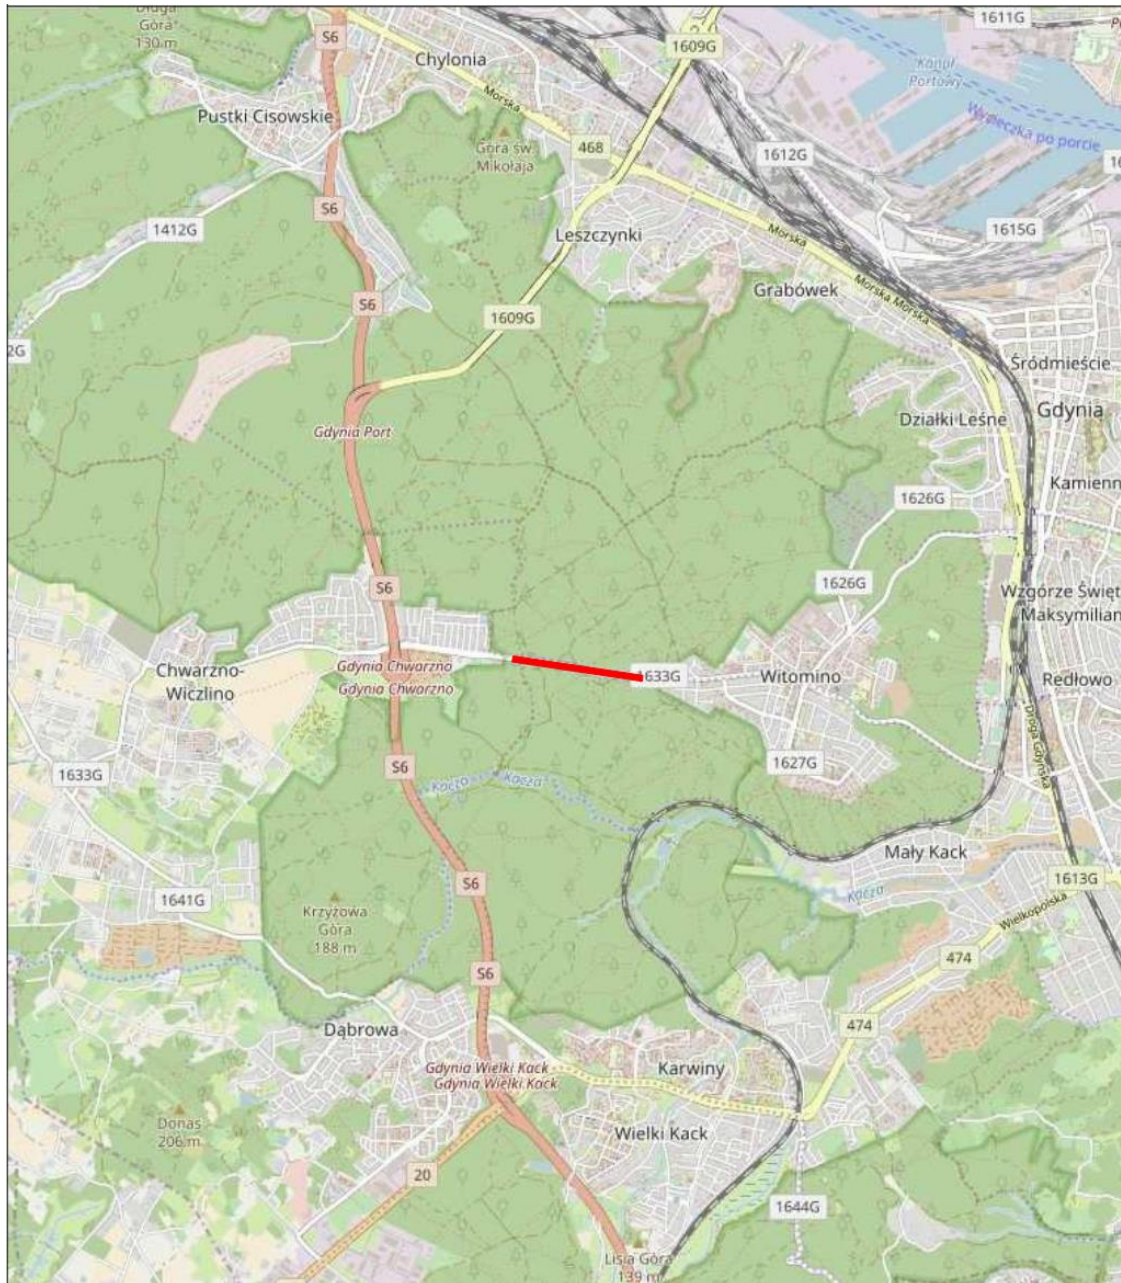 Długa
Góra
130 m
S6
Chylonia
1609G
1611G
Kanał
Portowy
Wycieczka po porcie
Pustki Cisowskie
Morska
Góra św.
Mikołaja
468
1612G
S6
1412G
Leszczynki
Morska
1615G
S6
1609G
Grabówek
Morska Morska
2G
Śródmieście
Gdynia
Działki Leśne
Gdynia Port
Kamienn
1626G
S6
1626G
Wzgórze Święt
Maksymilian
Chwarzno-
Wiczlino
Gdynia Chwarzno
Gdynia Chwarzno
1633G
Witomino
Redłowo
Droga Gdyńska
1633G
S6
Kacza
Kacza
1627G
Mały Kack
1613G
Kacza
Wielkopolska
1641G
S6
Krzyżowa
Góra
188 m
474
S6
Dąbrowa
474
Gdynia Wielki Kack
Gdynia Wielki Kack
Karwiny
Donas
206 m
Wielki Kack
20
1644G
Lisia Góra
139 m